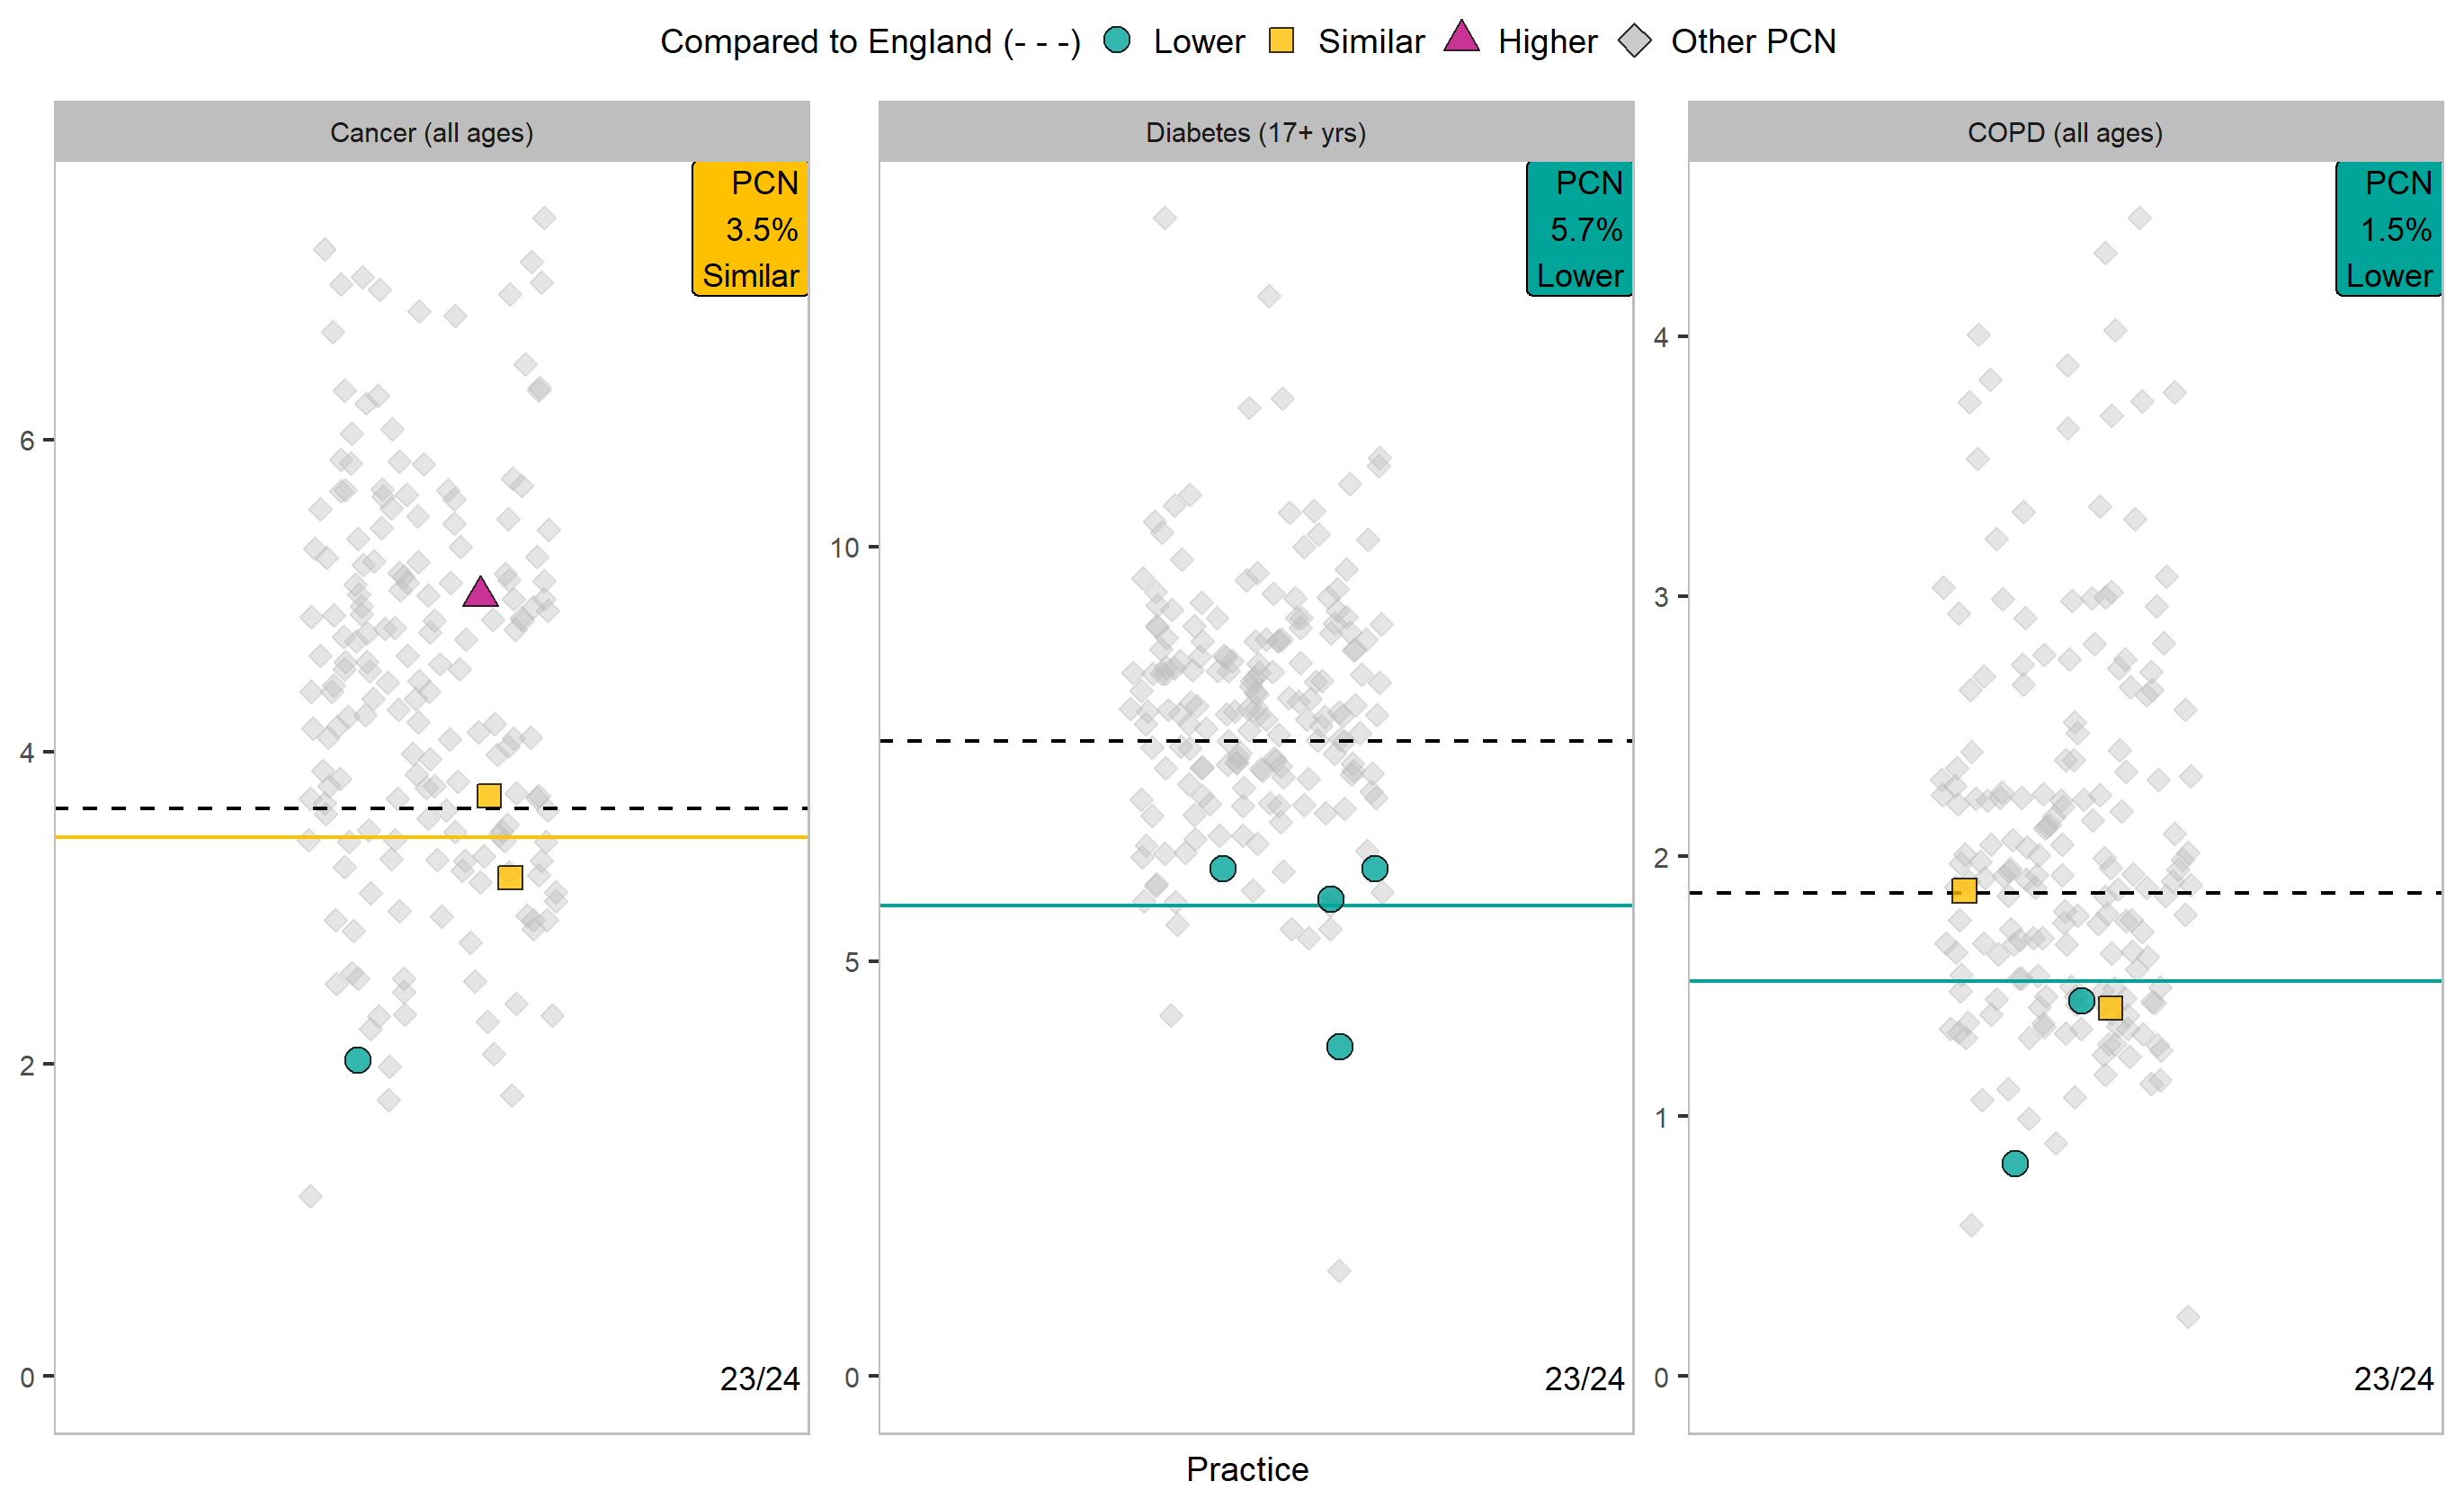 Compared to England (- - -) Lower Similar Higher Other PCN
Cancer (all ages)
PCN
3.5%
Similar
6
4
2
0
23/24
Diabetes (17+ yrs)
PCN
5.7%
Lower
10
5
0
23/24
COPD (all ages)
PCN
1.5%
Lower
4
3
2
1
0
23/24
Practice